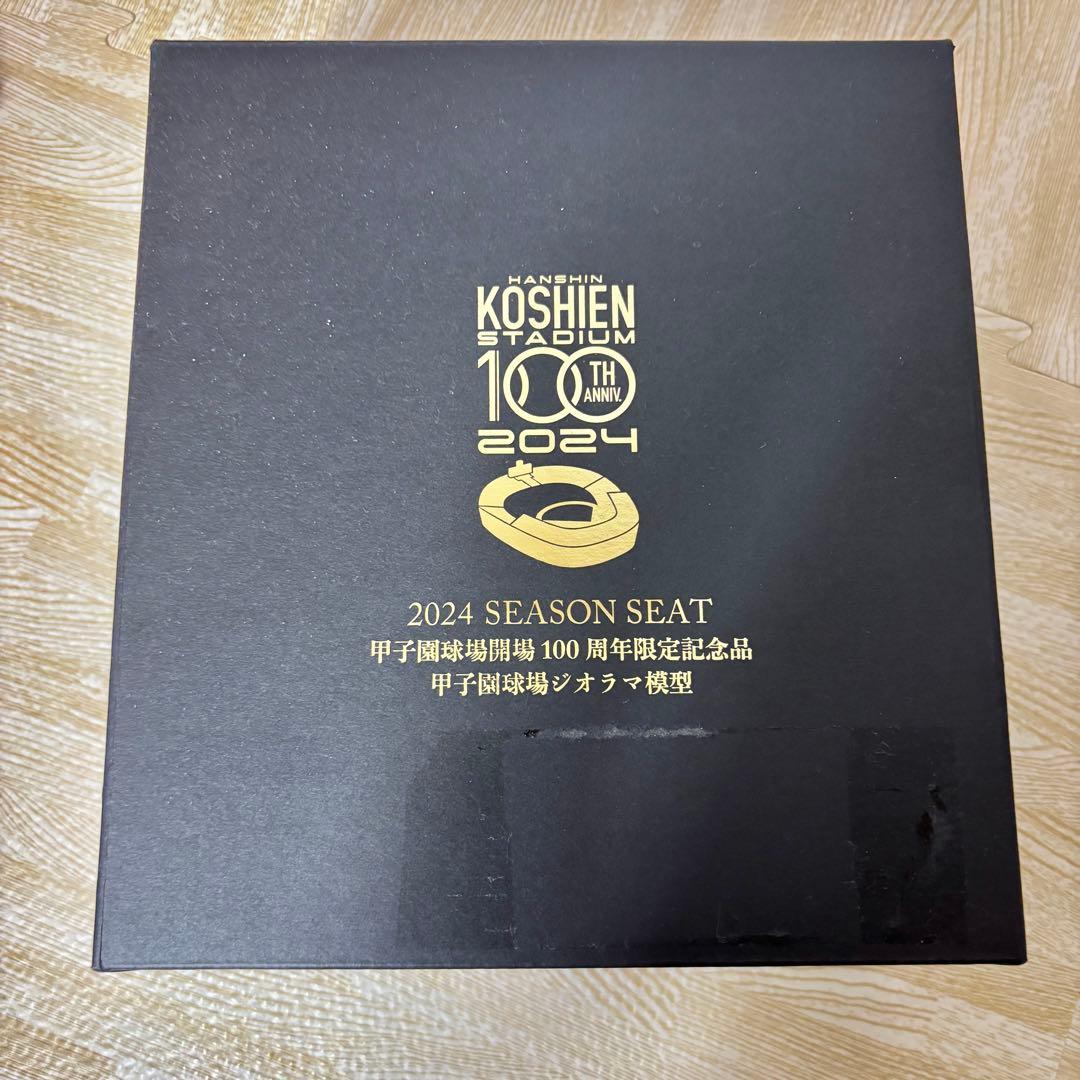 HANSHIN
KOSHIEN
STADIUM
100TH
ANNIV.
2024
2024 SEASON SEAT
甲子園球場開場100周年限定記念品
甲子園球場ジオラマ模型